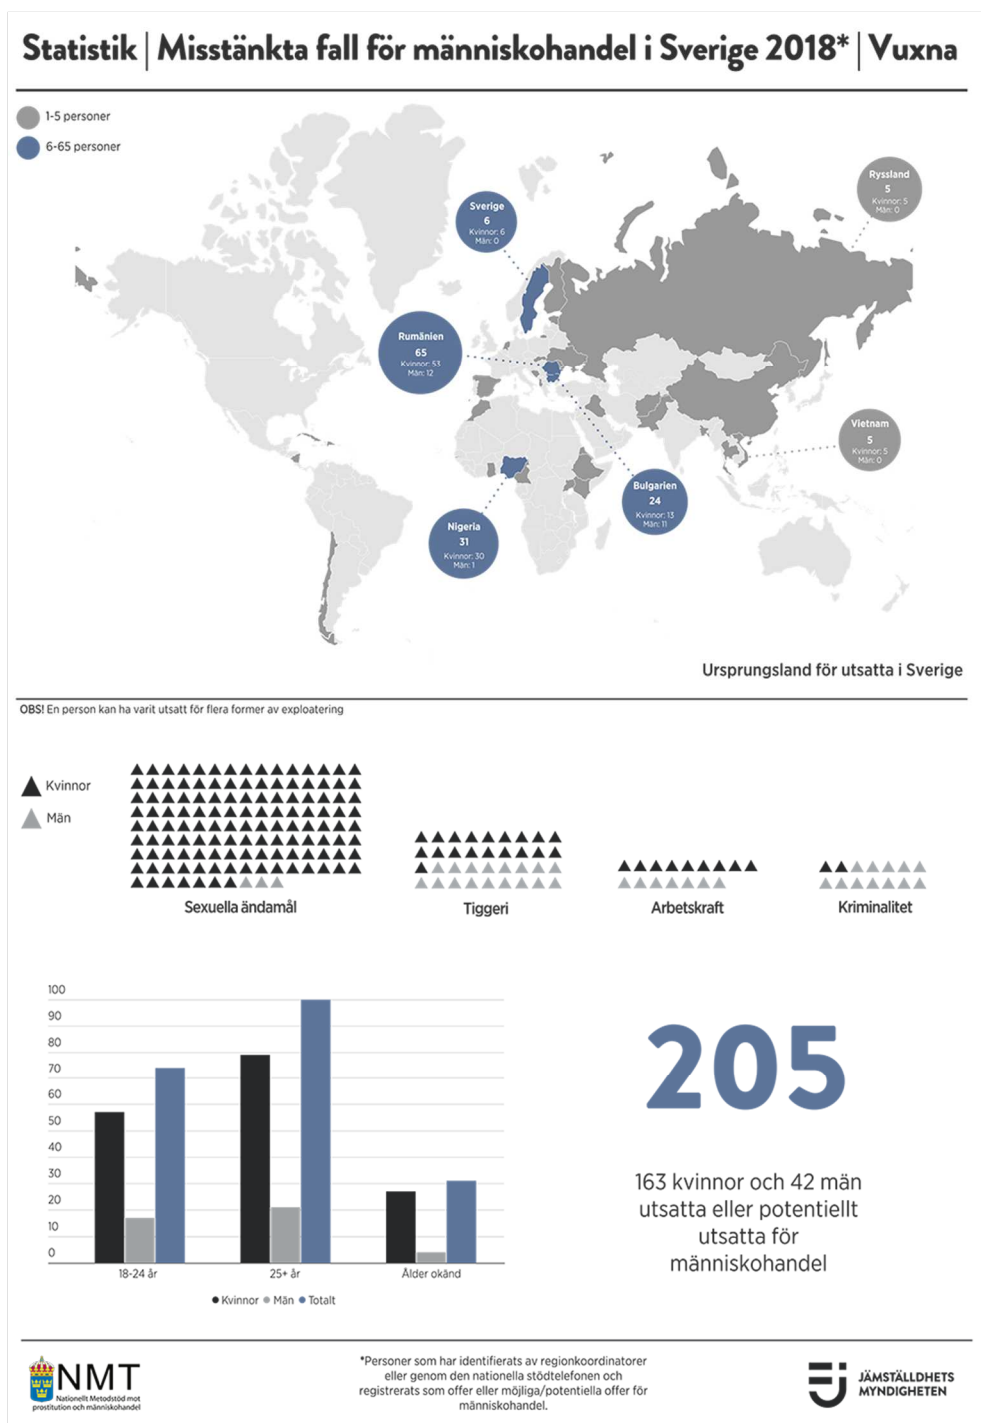 Statistik | Misstänkta fall för människohandel i Sverige 2018* | Vuxna
1-5 personer
6-65 personer
Ryssland
5
Kvinnor: 5
Män: 0
Sverige
6
Kvinnor: 6
Män: 0
Rumänien
65
Kvinnor: 53
Män: 12
Vietnam
5
Kvinnor: 5
Män: 0
Bulgarien
24
Kvinnor: 13
Män: 11
Nigeria
31
Kvinnor: 30
Män: 1
Ursprungsland för utsatta i Sverige
OBS! En person kan ha varit utsatt för flera former av exploatering
Kvinnor
Män
Sexuella ändamål
Tiggeri
Arbetskraft
Kriminalitet
100
90
80
70
60
50
40
30
20
10
0
18-24 år
25+ år
Ålder okänd
Kvinnor Män Totalt
205
163 kvinnor och 42 män
utsatta eller potentiellt
utsatta för
människohandel
NMT
Nationellt Metodstöd mot
prostitution och människohandel
*Personer som har identifierats av regionkoordinatorer
eller genom den nationella stödtelefonen och
registrerats som offer eller möjliga/potentiella offer för
människohandel.
JÄMSTÄLLDHETS
MYNDIGHETEN